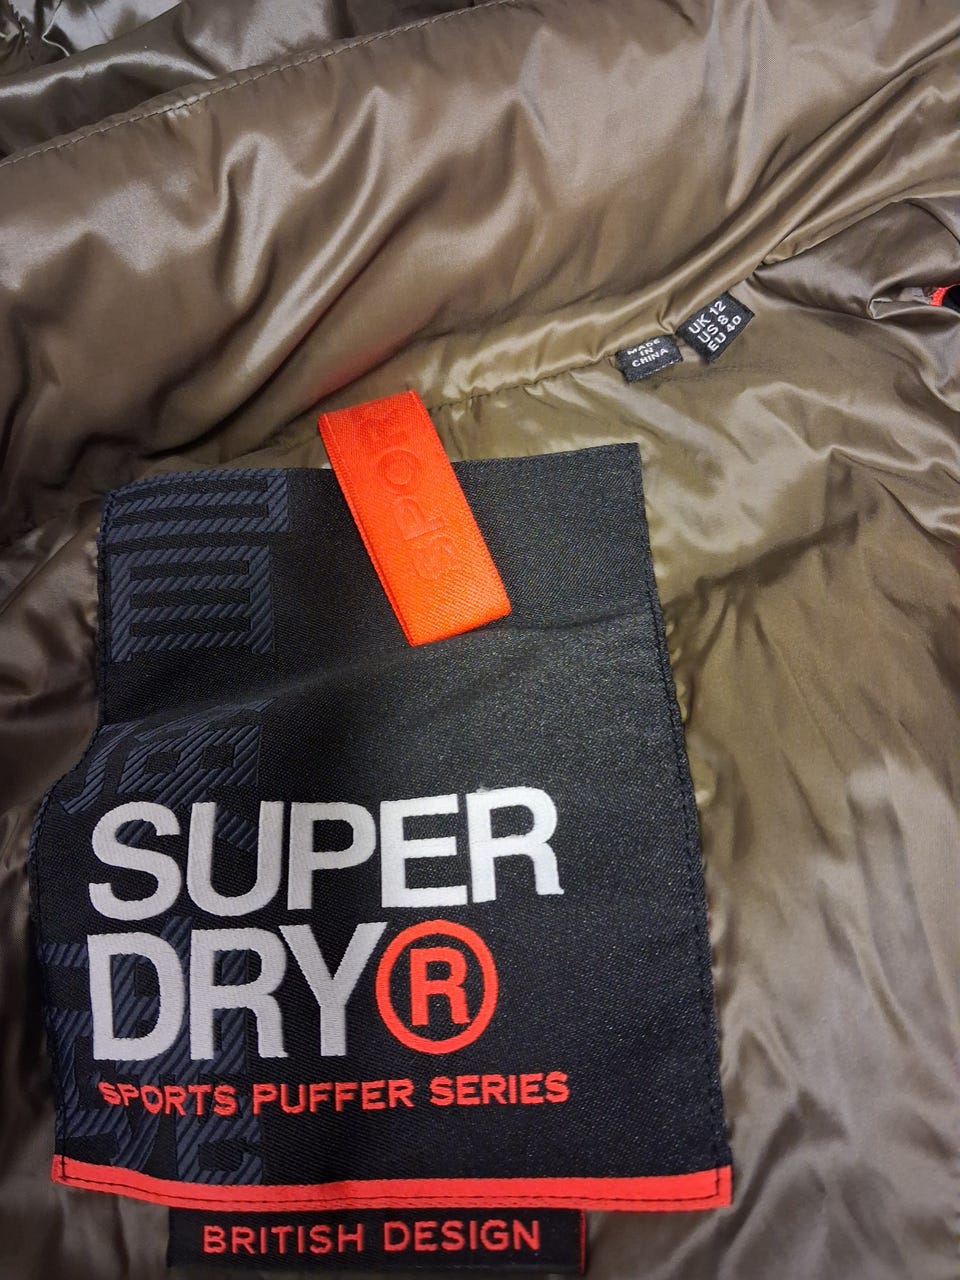 UK 12
US 8
EU 40
MADE
IN
CHINA
SUPER
DRY®
SPORTS PUFFER SERIES
BRITISH DESIGN